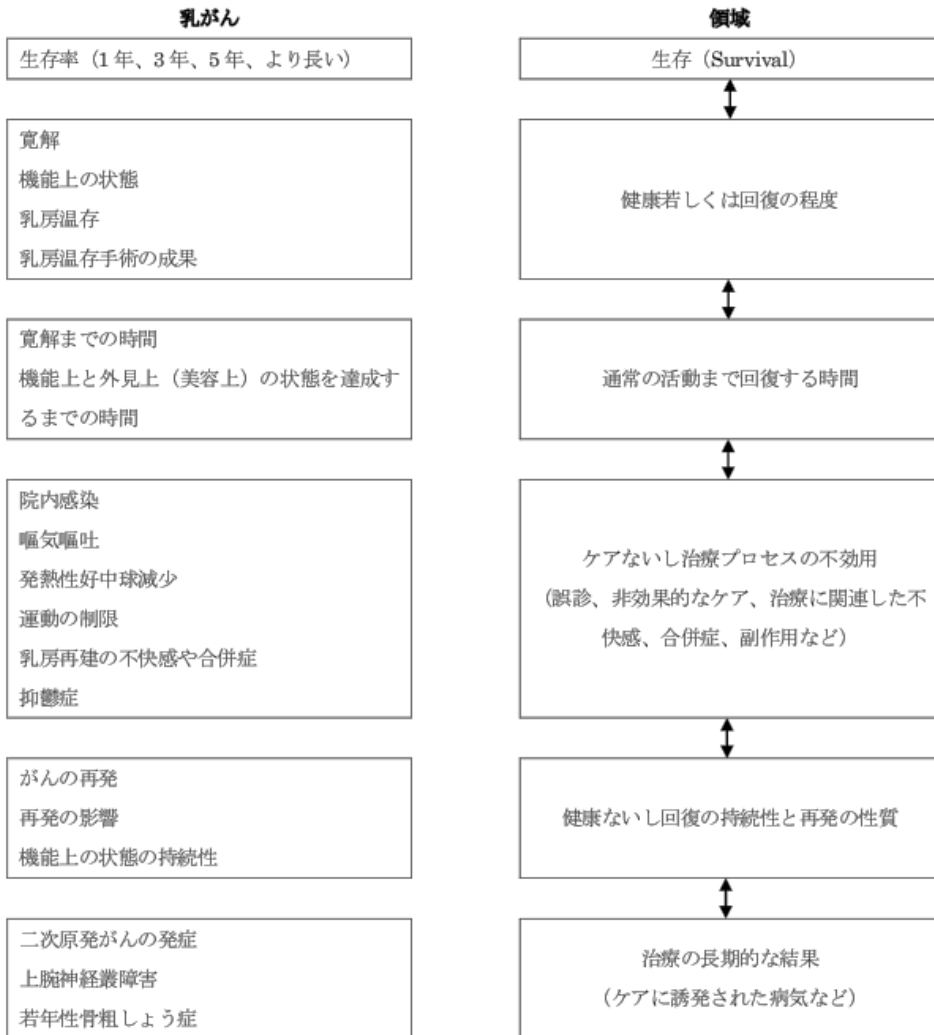 乳がん
領域
生存率（1 年、3 年、5 年、より長い）
生存（Survival）
寛解
機能上の状態
乳房温存
乳房温存手術の成果
健康若しくは回復の程度
寛解までの時間
機能上と外見上（美容上）の状態を達成す
るまでの時間
通常の活動まで回復する時間
院内感染
嘔気嘔吐
発熱性好中球減少
運動の制限
乳房再建の不快感や合併症
抑鬱症
ケアないし治療プロセスの不効用
（誤診、非効果的なケア、治療に関連した不
快感、合併症、副作用など）
がんの再発
再発の影響
機能上の状態の持続性
健康ないし回復の持続性と再発の性質
二次原発がんの発症
上腕神経叢障害
若年性骨粗しょう症
治療の長期的な結果
（ケアに誘発された病気など）